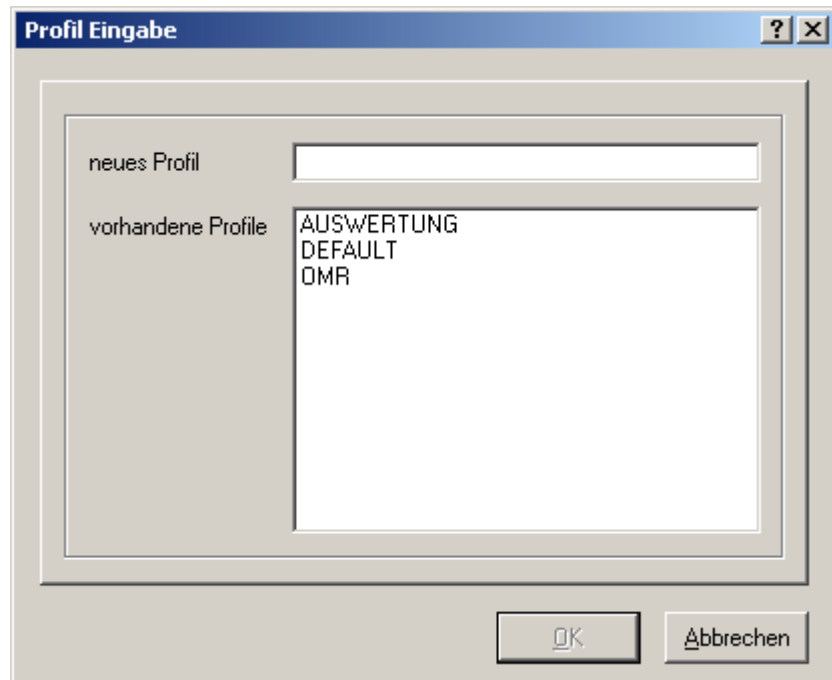 Profil Eingabe
neues Profil
vorhandene Profile
AUSWERTUNG
DEFAULT
OMR
OK
Abbrechen